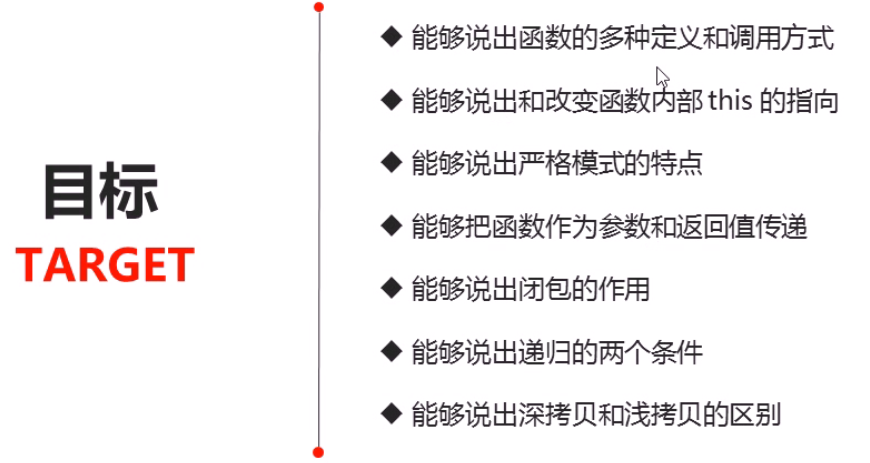 目标
TARGET
能够说出函数的多种定义和调用方式
能够说出和改变函数内部 this 的指向
能够说出严格模式的特点
能够把函数作为参数和返回值传递
能够说出闭包的作用
能够说出递归的两个条件
能够说出深拷贝和浅拷贝的区别